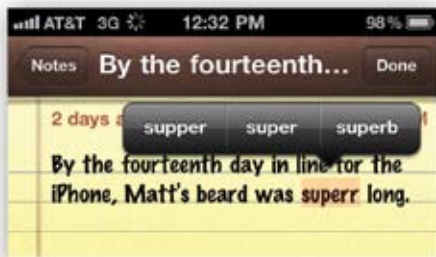 AT&T 3G 12:32 PM 98%
Notes By the fourteenth... Done
2 days a
supper super superb
By the fourteenth day in line for the
iPhone, Matt's beard was superr long.